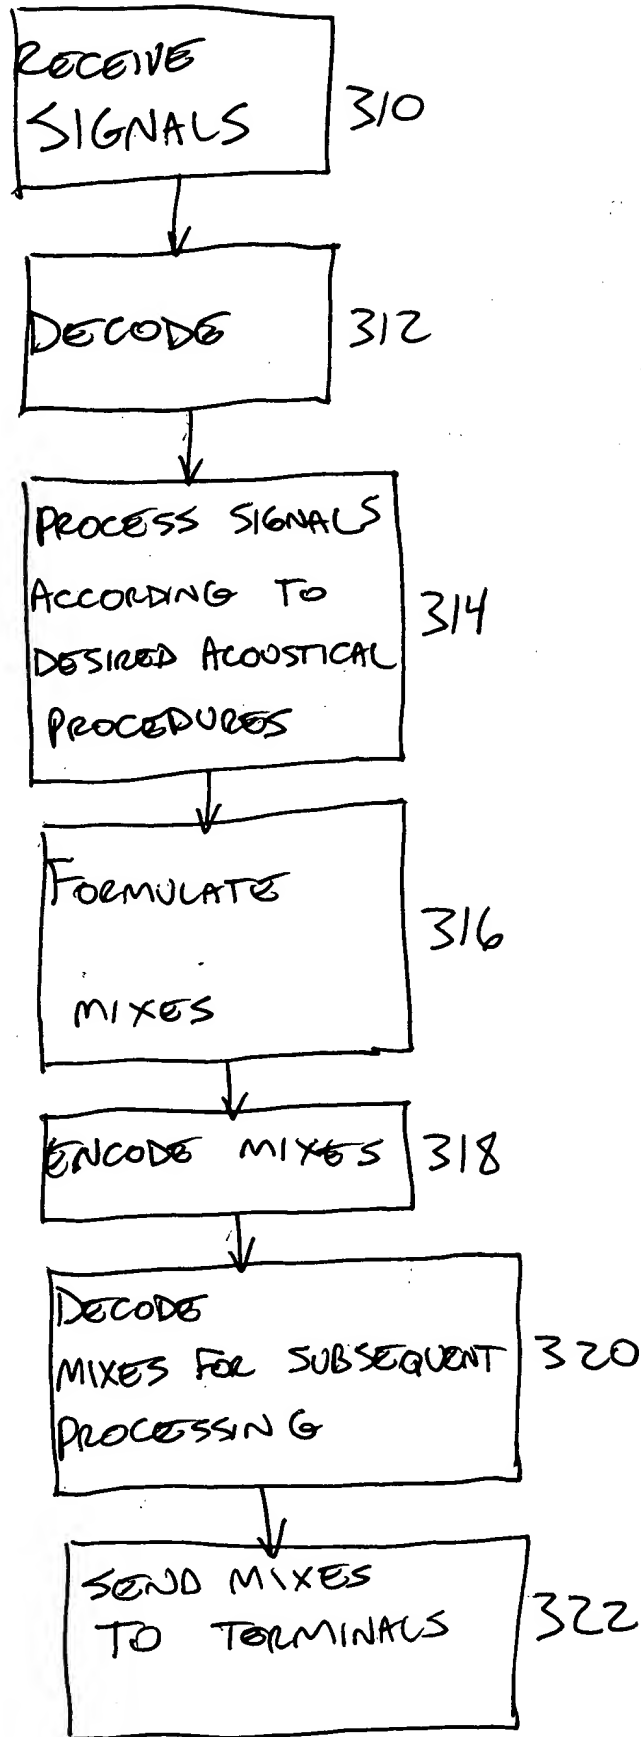 RECEIVE
SIGNALS
310
DECODE
312
PROCESS SIGNALS
ACCORDING TO
DESIRED ACOUSTICAL
PROCEDURES
314
FORMULATE
MIXES
316
ENCODE MIXES
318
DECODE
MIXES FOR SUBSEQUENT
PROCESSING
320
SEND MIXES
TO TERMINALS
322